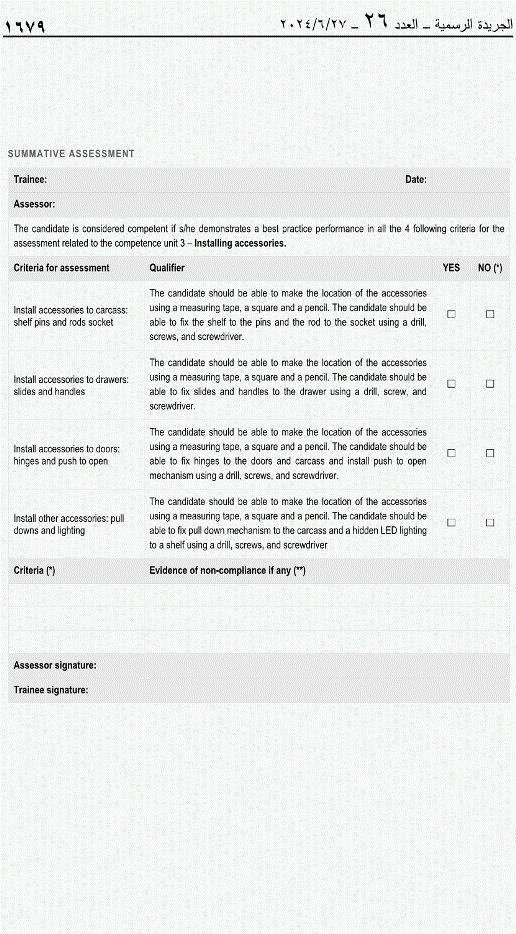 الجريدة الرسمية ــ العدد ٢٦ ــ ٢٠٢٤/٦/٢٧
١٦٧٩
SUMMATIVE ASSESSMENT
Trainee: Date:
Assessor:
The candidate is considered competent if s/he demonstrates a best practice performance in all the 4 following criteria for the
assessment related to the competence unit 3 – Installing accessories.
Criteria for assessment Qualifier YES NO (*)
Install accessories to carcass:
shelf pins and rods socket
The candidate should be able to make the location of the accessories
using a measuring tape, a square and a pencil. The candidate should be
able to fix the shelf to the pins and the rod to the socket using a drill,
screws, and screwdriver.
☐ ☐
Install accessories to drawers:
slides and handles
The candidate should be able to make the location of the accessories
using a measuring tape, a square and a pencil. The candidate should be
able to fix slides and handles to the drawer using a drill, screw, and
screwdriver.
☐ ☐
Install accessories to doors:
hinges and push to open
The candidate should be able to make the location of the accessories
using a measuring tape, a square and a pencil. The candidate should be
able to fix hinges to the doors and carcass and install push to open
mechanism using a drill, screws, and screwdriver.
☐ ☐
Install other accessories: pull
downs and lighting
The candidate should be able to make the location of the accessories
using a measuring tape, a square and a pencil. The candidate should be
able to fix pull down mechanism to the carcass and a hidden LED lighting
to a shelf using a drill, screws, and screwdriver
☐ ☐
Criteria (*) Evidence of non-compliance if any (**)
Assessor signature:
Trainee signature: